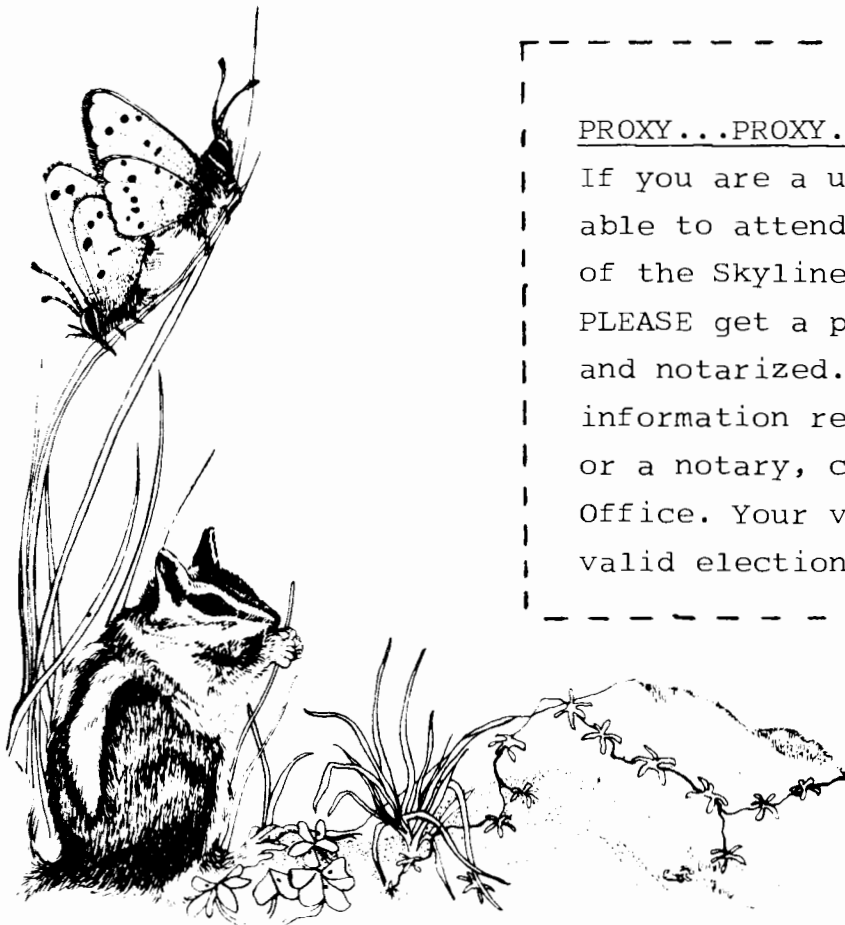 PROXY...PROXY.
If you are a u
able to attend
of the Skyline
PLEASE get a p
and notarized.
information re
or a notary, c
Office. Your v
valid election